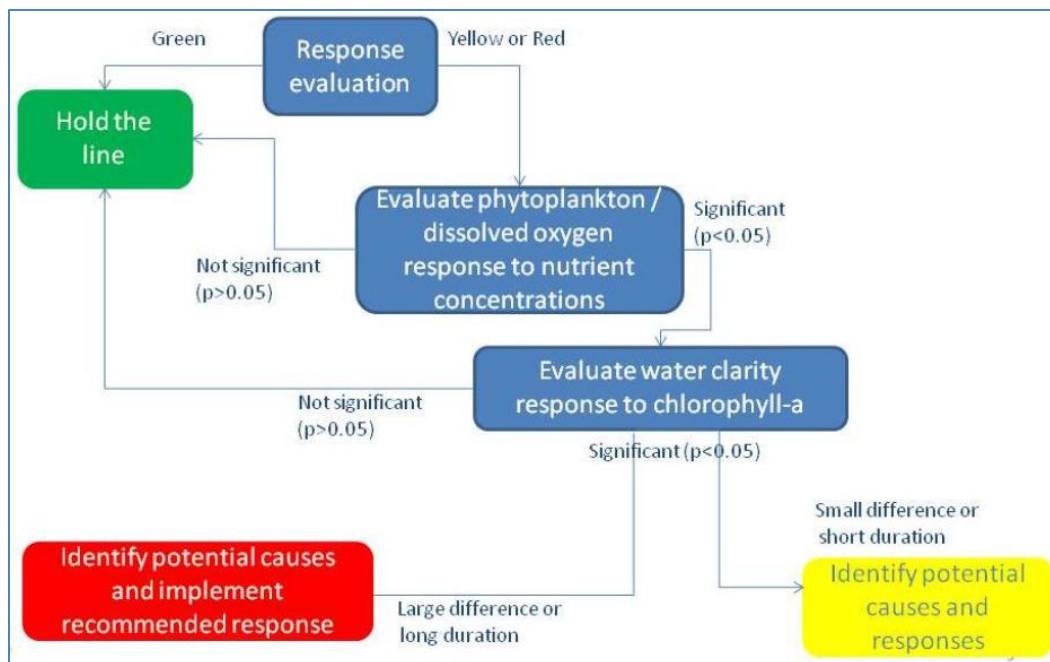 Green
Response
evaluation
Yellow or Red
Hold the
line
Evaluate phytoplankton /
dissolved oxygen
response to nutrient
concentrations
Significant
(p<0.05)
Not significant
(p>0.05)
Evaluate water clarity
response to chlorophyll-a
Not significant
(p>0.05)
Significant (p<0.05)
Small difference or
short duration
Identify potential causes
and implement
recommended response
Large difference or
long duration
Identify potential
causes and
responses